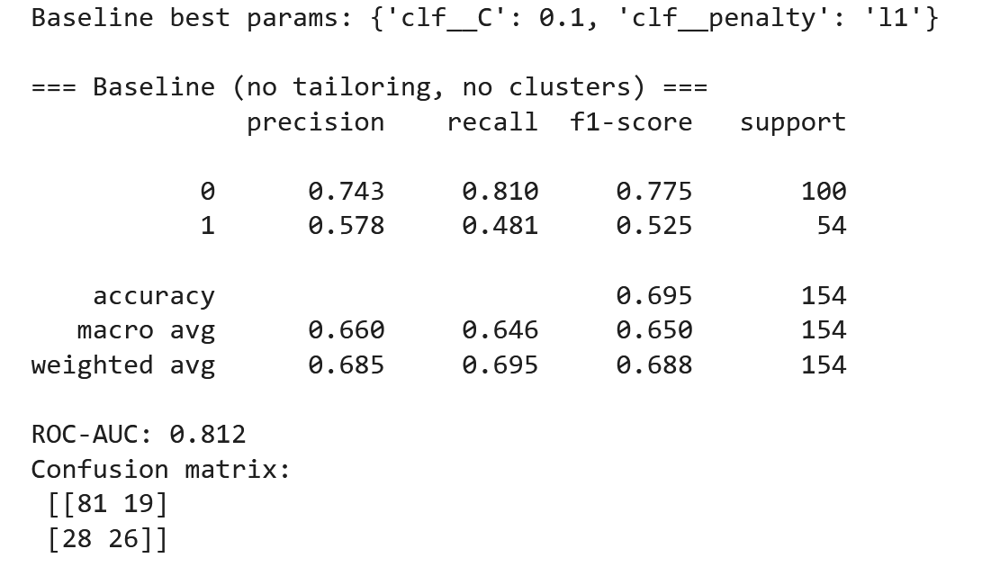 Baseline best params: {'clf__C': 0.1, 'clf__penalty': 'l1'}
=== Baseline (no tailoring, no clusters) ===
precision recall f1-score support
0 0.743 0.810 0.775 100
1 0.578 0.481 0.525 54
accuracy 0.695 154
macro avg 0.660 0.646 0.650 154
weighted avg 0.685 0.695 0.688 154
ROC-AUC: 0.812
Confusion matrix:
[[81 19]
[28 26]]